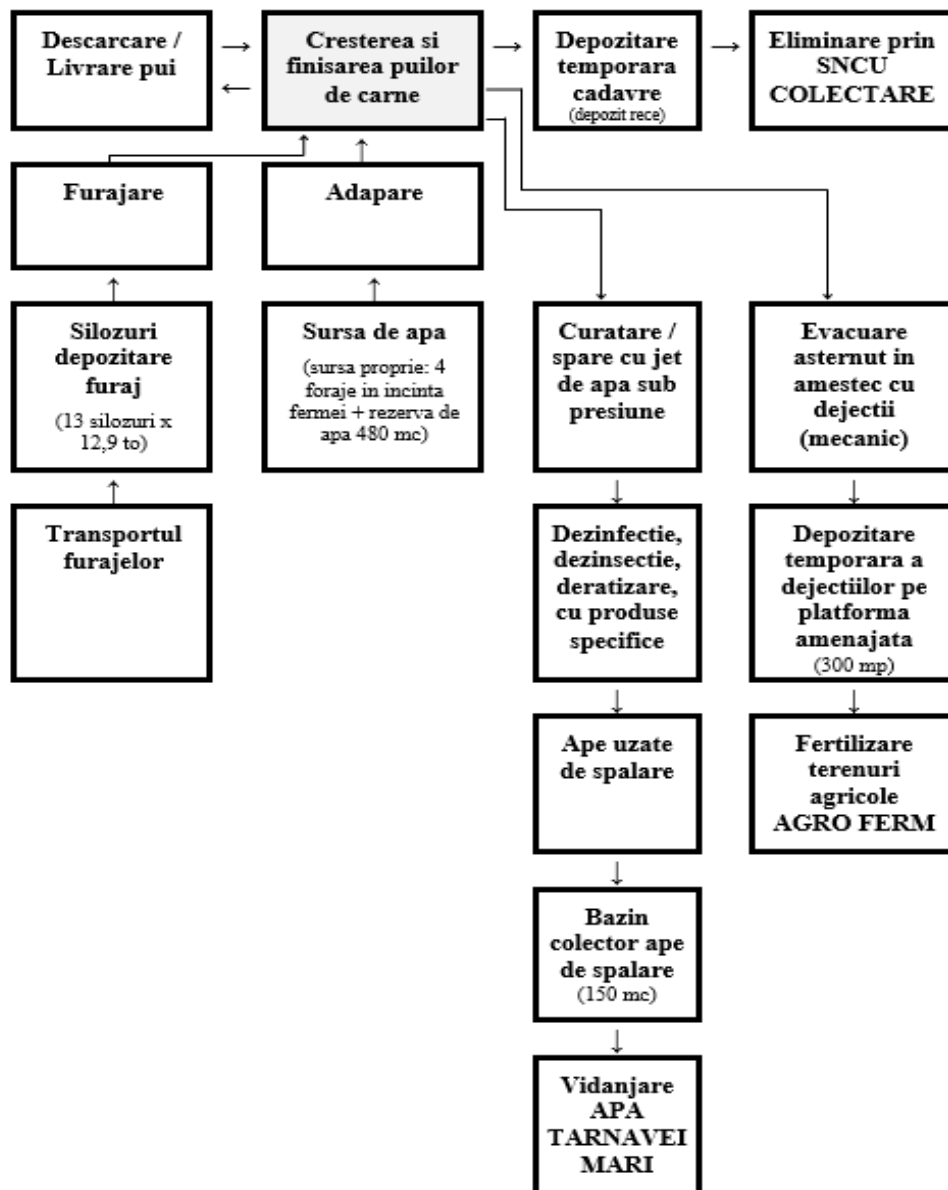 Descarcare /
Livrare pui
Cresterea si
finisarea puilor
de carne
Depozitare
temporara
cadavre
(depozit rece)
Eliminare prin
SNCU
COLECTARE
Furajare
Adapare
Silozuri
depozitare
furaj
(13 silozuri x
12,9 to)
Sursa de apa
(sursa proprie: 4
foraje in incinta
fermei + rezerva de
apa 480 mc)
Curatare /
spare cu jet
de apa sub
presiune
Evacuare
asternut in
amestec cu
dejectii
(mecanic)
Transportul
furajelor
Dezinfectie,
dezinsectie,
deratizare,
cu produse
specifice
Depozitare
temporara a
dejectiilor pe
platforma
amenajata
(300 mp)
Ape uzate
de spalare
Fertilizare
terenuri
agricole
AGRO FERM
Bazin
colector ape
de spalare
(150 mc)
Vidanjare
APA
TARNAVEI
MARI